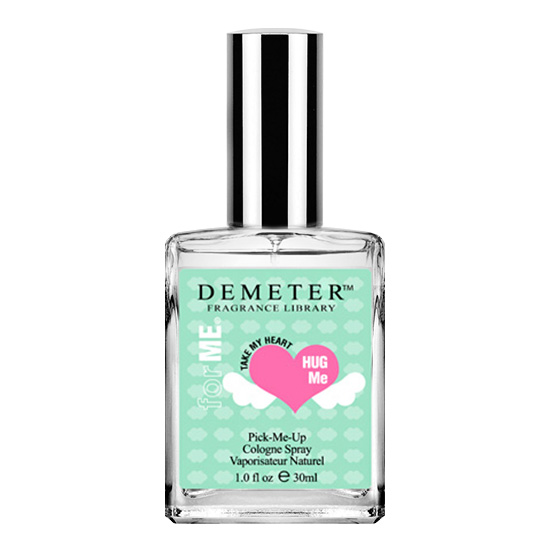 DEMETER™
FRAGRANCE LIBRARY
for ME®
TAKE MY HEART
HUG
Me
Pick-Me-Up
Cologne Spray
Vaporisateur Naturel
1.0 fl oz ℮ 30ml